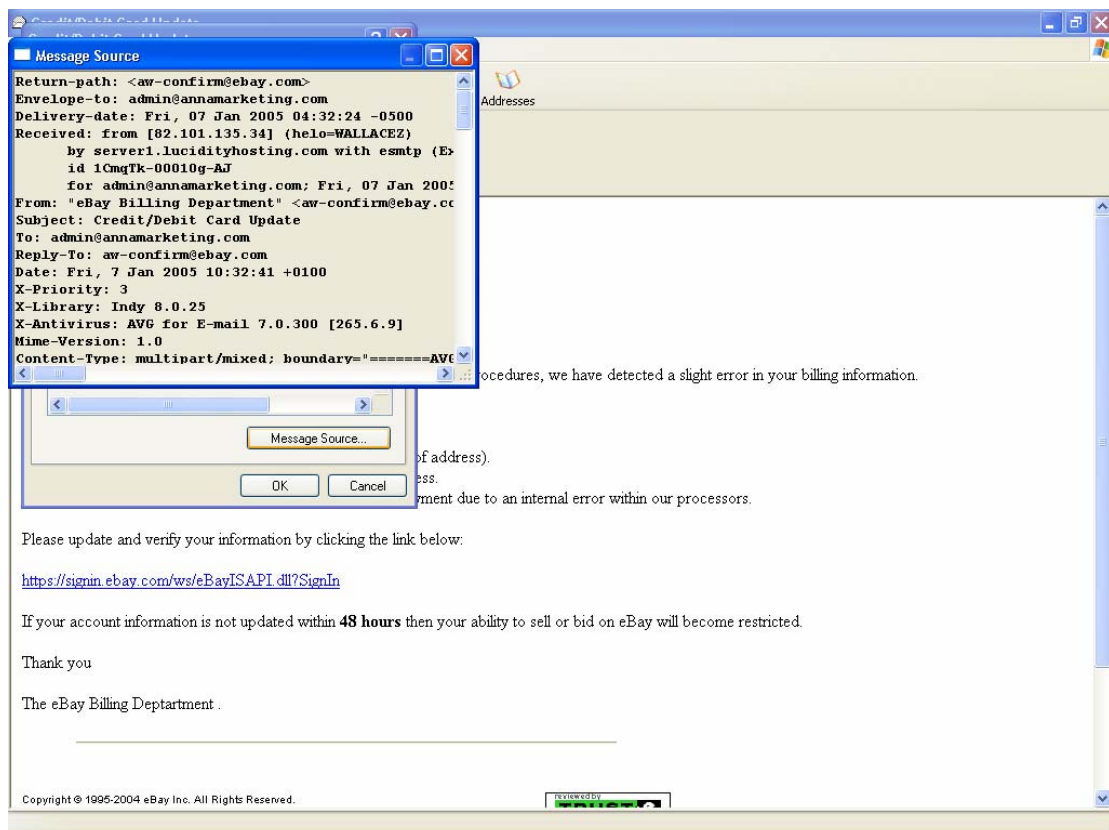 Credit/Debit Card Update
Credit/Debit Card Update
Message Source
Return-path: <aw-confirm@ebay.com>
Envelope-to: admin@annamarketing.com
Delivery-date: Fri, 07 Jan 2005 04:32:24 -0500
Received: from [82.101.135.34] (helo=WALLACEZ)
by server1.lucidityhosting.com with esmtp (Ex
id 1CmqTk-00010g-AJ
for admin@annamarketing.com; Fri, 07 Jan 2005
From: "eBay Billing Department" <aw-confirm@ebay.co
Subject: Credit/Debit Card Update
To: admin@annamarketing.com
Reply-To: aw-confirm@ebay.com
Date: Fri, 7 Jan 2005 10:32:41 +0100
X-Priority: 3
X-Library: Indy 8.0.25
X-Antivirus: AVG for E-mail 7.0.300 [265.6.9]
Mime-Version: 1.0
Content-Type: multipart/mixed; boundary="=======AVG
Addresses
rocedures, we have detected a slight error in your billing information.
Message Source...
of address).
ess.
OK Cancel
yment due to an internal error within our processors.
Please update and verify your information by clicking the link below:
https://signin.ebay.com/ws/eBayISAPI.dll?SignIn
If your account information is not updated within 48 hours then your ability to sell or bid on eBay will become restricted.
Thank you
The eBay Billing Deptartment .
Copyright © 1995-2004 eBay Inc. All Rights Reserved.
reviewed by